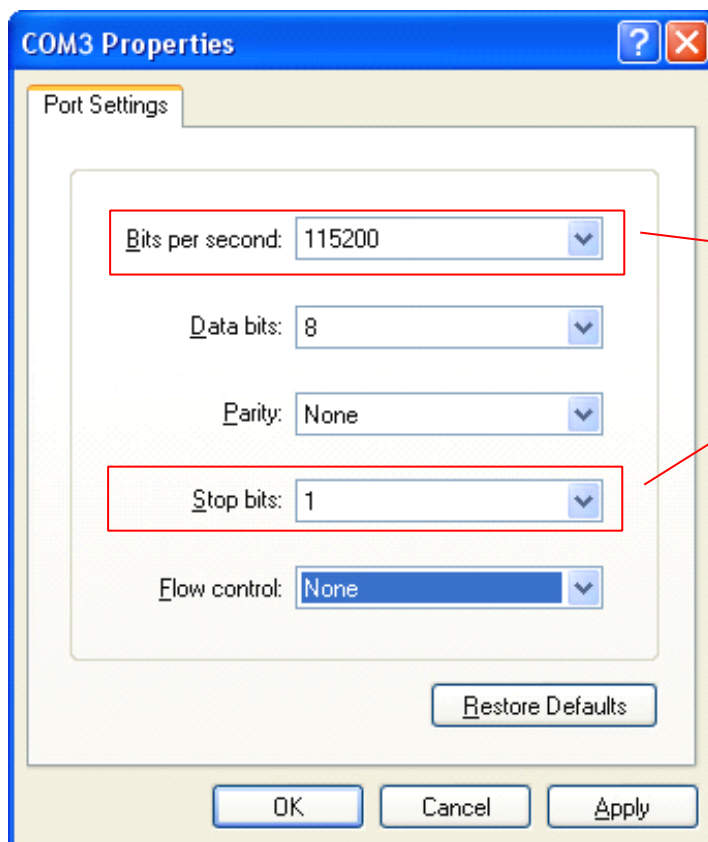 COM3 Properties
Port Settings
Bits per second: 115200
Data bits: 8
Parity: None
Stop bits: 1
Flow control: None
Restore Defaults
OK Cancel Apply